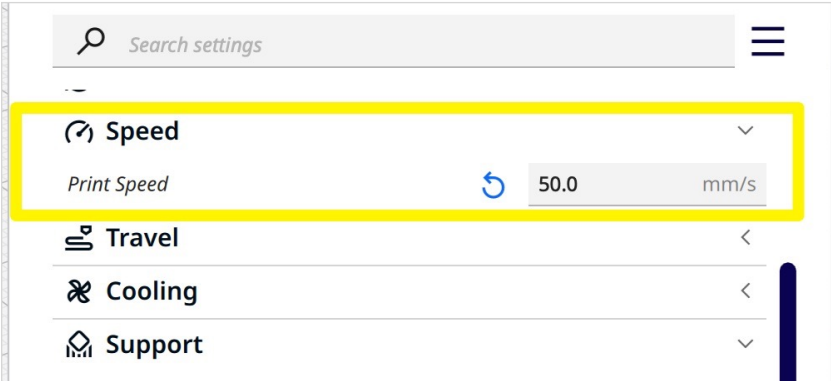 Search settings
Speed
Print Speed 50.0 mm/s
Travel
Cooling
Support